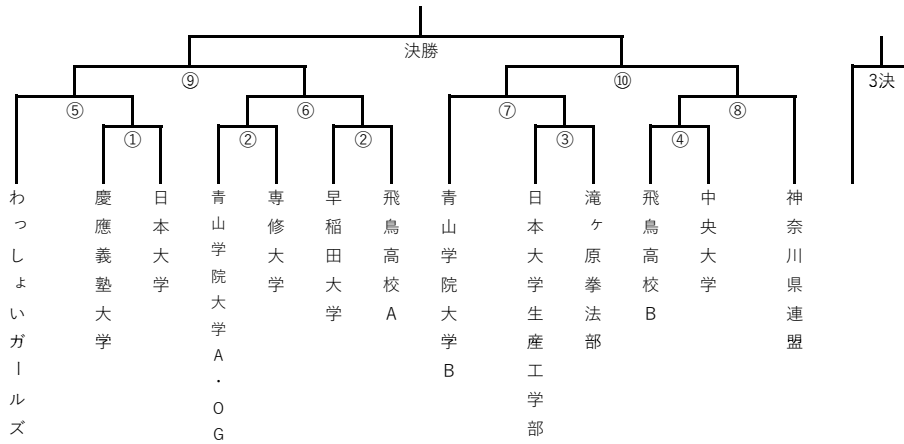 決勝
3決
⑨
⑩
⑤
⑥
⑦
⑧
①
②
②
③
④
わっしょいガールズ
慶應義塾大学
日本大学
青山学院大学A・OG
専修大学
早稲田大学
飛鳥高校A
青山学院大学B
日本大学生産工学部
滝ヶ原拳法部
飛鳥高校B
中央大学
神奈川県連盟